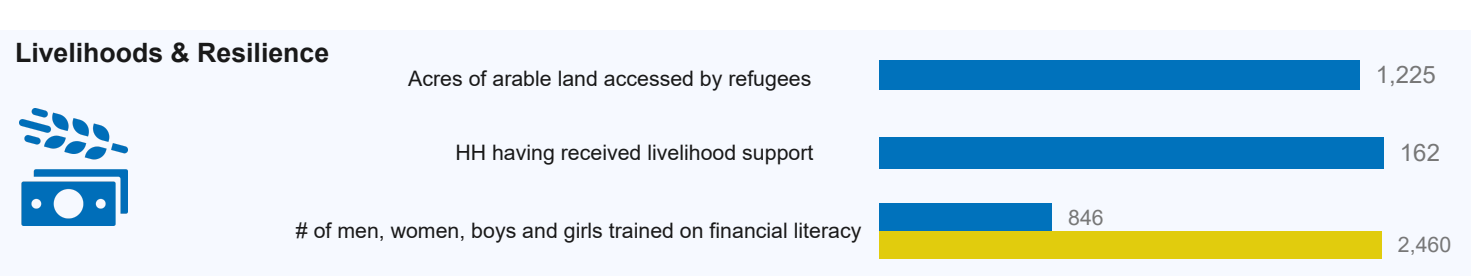 Livelihoods & Resilience
Acres of arable land accessed by refugees
1,225
HH having received livelihood support
162
# of men, women, boys and girls trained on financial literacy
846
2,460